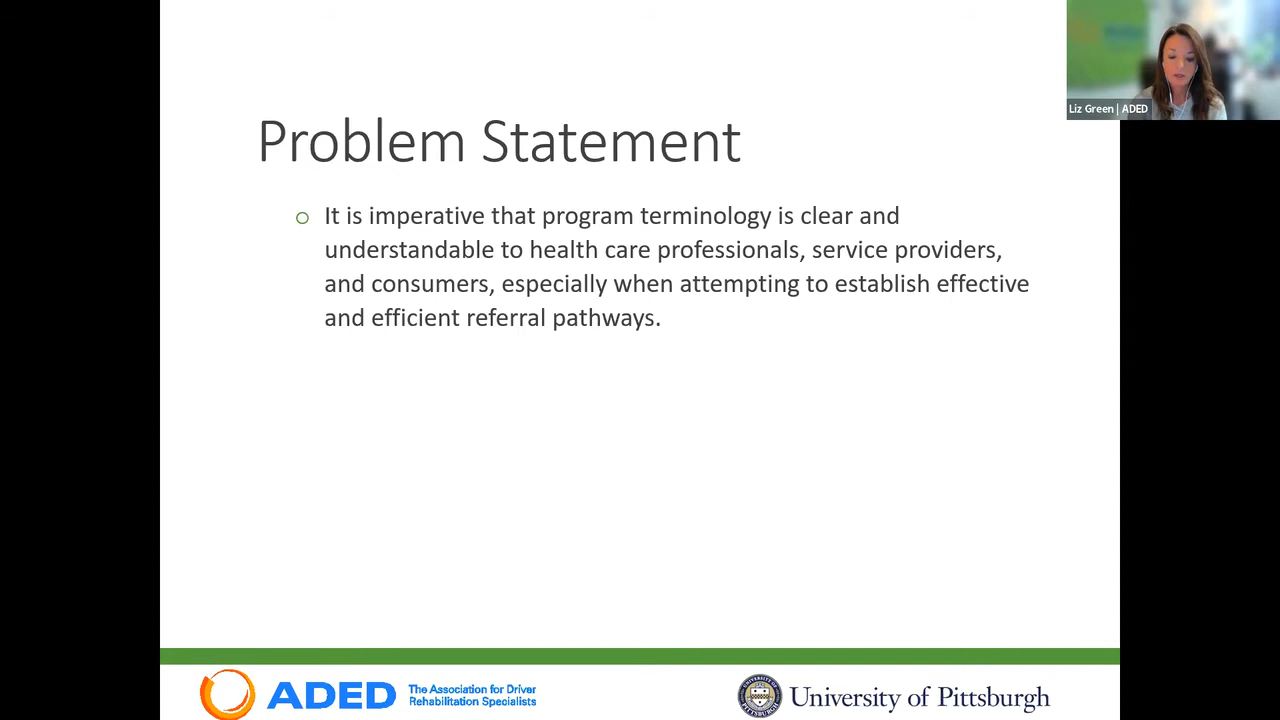 Liz Green | ADED
Problem Statement
It is imperative that program terminology is clear and
understandable to health care professionals, service providers,
and consumers, especially when attempting to establish effective
and efficient referral pathways.
ADED
The Association for Driver
Rehabilitation Specialists
University of Pittsburgh